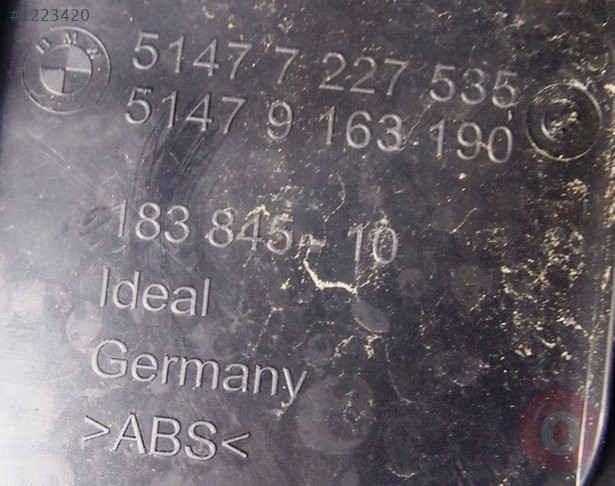 #1223420
BMW
5147 7 227 535
5147 9 163 190
183 845 - 10
Ideal
Germany
>ABS<